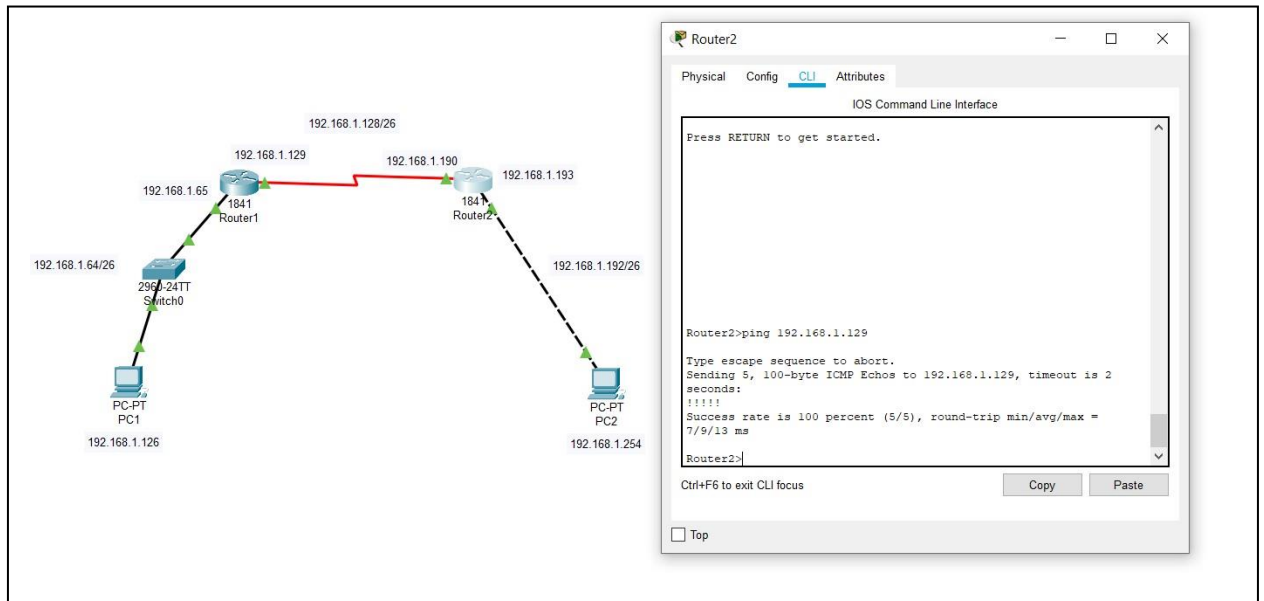 192.168.1.128/26
192.168.1.129
192.168.1.190
192.168.1.193
192.168.1.65
1841
Router1
1841
Router2
192.168.1.64/26
192.168.1.192/26
2960-24TT
Switch0
PC-PT
PC1
192.168.1.126
PC-PT
PC2
192.168.1.254
Router2
Physical Config CLI Attributes
IOS Command Line Interface
Press RETURN to get started.
Router2>ping 192.168.1.129
Type escape sequence to abort.
Sending 5, 100-byte ICMP Echos to 192.168.1.129, timeout is 2
seconds:
!!!!!
Success rate is 100 percent (5/5), round-trip min/avg/max =
7/9/13 ms
Router2>
Ctrl+F6 to exit CLI focus
Copy Paste
Top